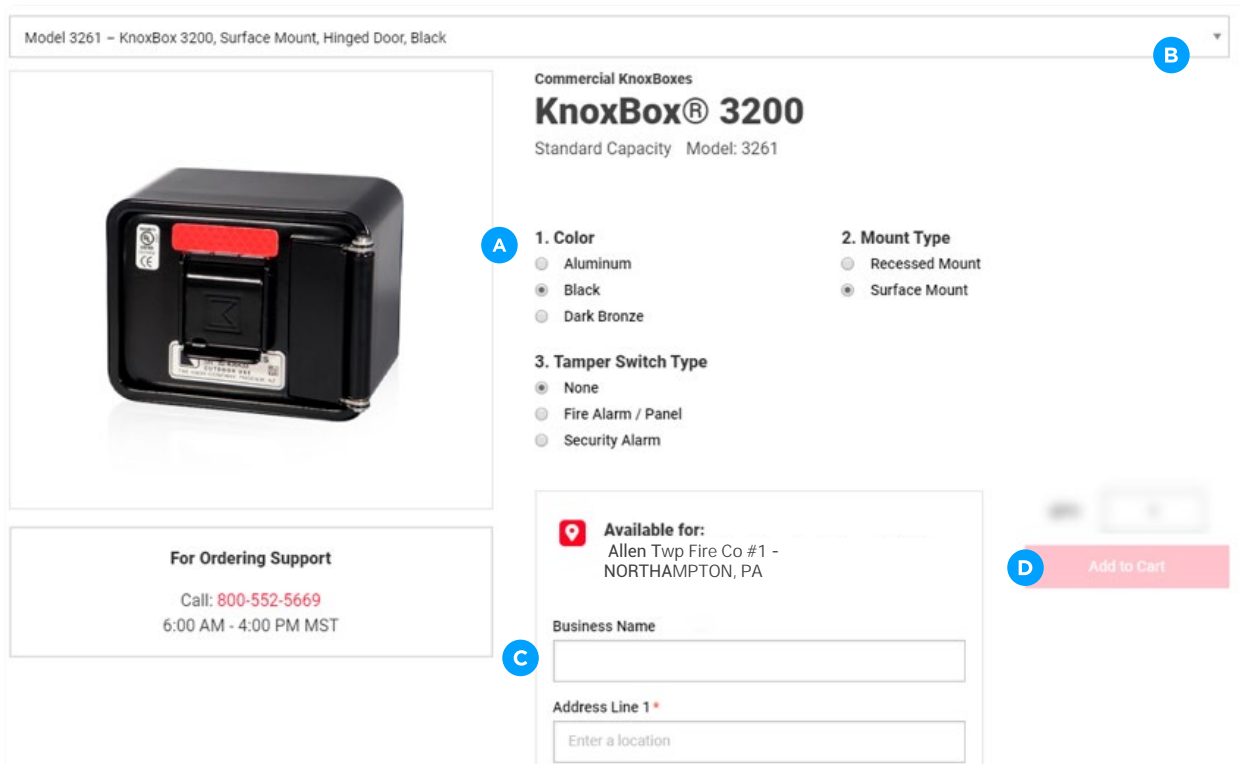 Model 3261 – KnoxBox 3200, Surface Mount, Hinged Door, Black
B
Commercial KnoxBoxes
KnoxBox® 3200
Standard Capacity Model: 3261
A
1. Color
Aluminum
Black
Dark Bronze
2. Mount Type
Recessed Mount
Surface Mount
3. Tamper Switch Type
None
Fire Alarm / Panel
Security Alarm
OUTDOOR USE
For Ordering Support
Call: 800-552-5669
6:00 AM - 4:00 PM MST
Available for:
Allen Twp Fire Co #1 -
NORTHAMPTON, PA
C
Business Name
Address Line 1*
Enter a location
D
Add to Cart